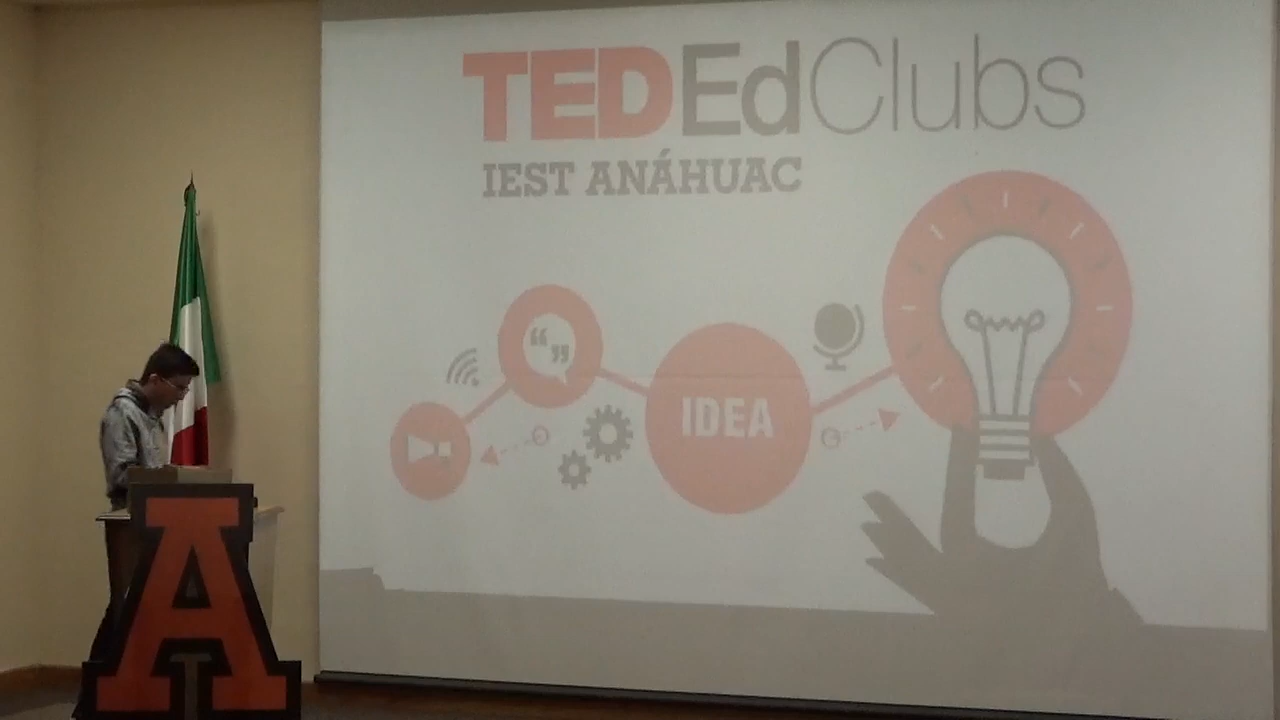 TEDEdClubs
IEST ANÁHUAC
“ ”
IDEA
A